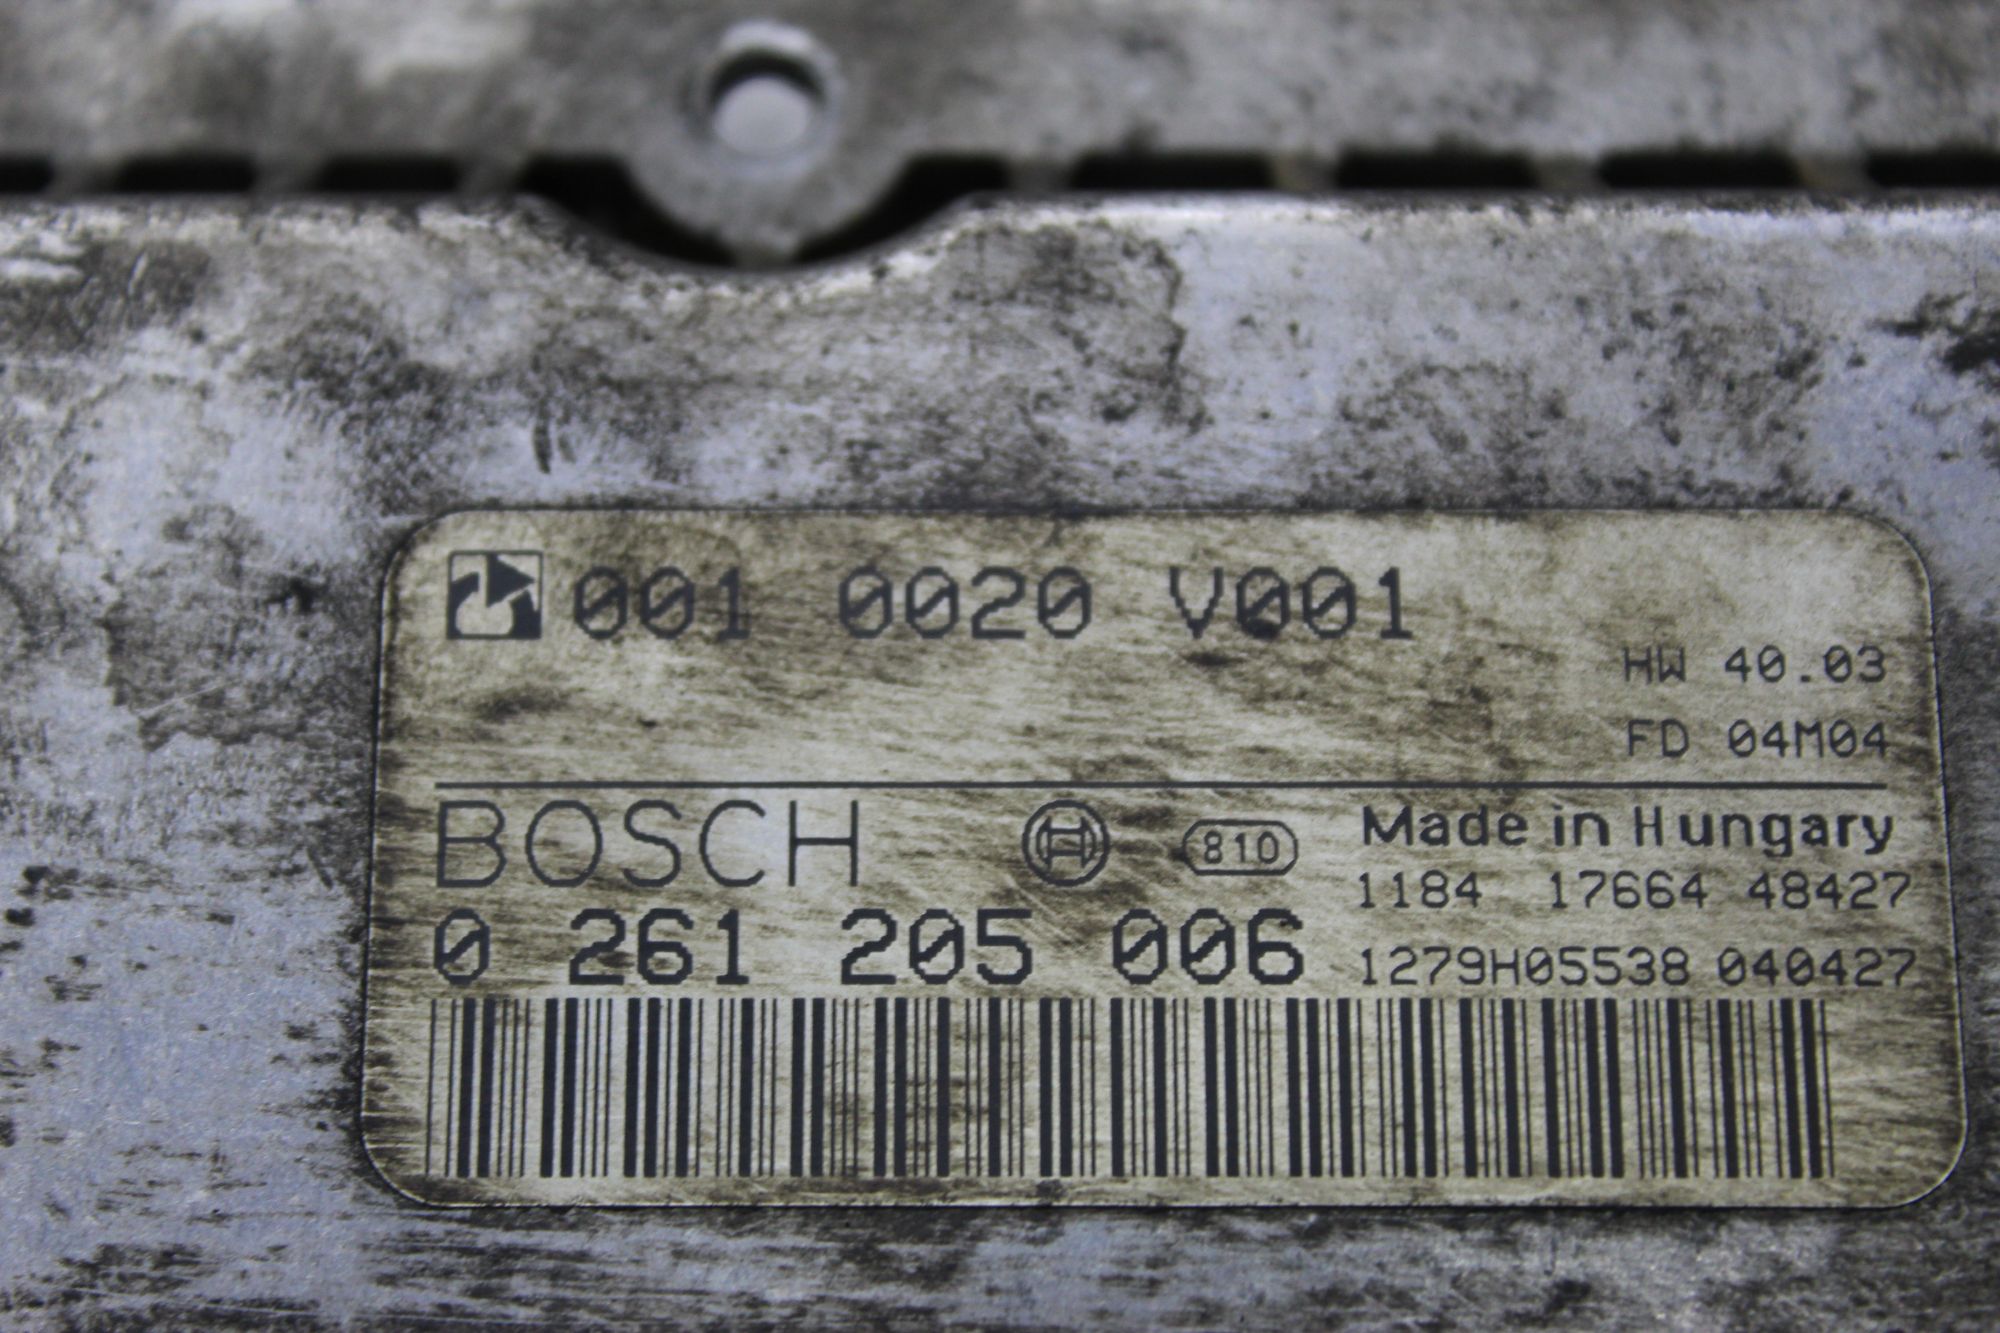 001 0020 V001
HW 40.03
FD 04M04
BOSCH 810 Made in Hungary
1184 17664 48427
0 261 205 006 1279H05538 040427